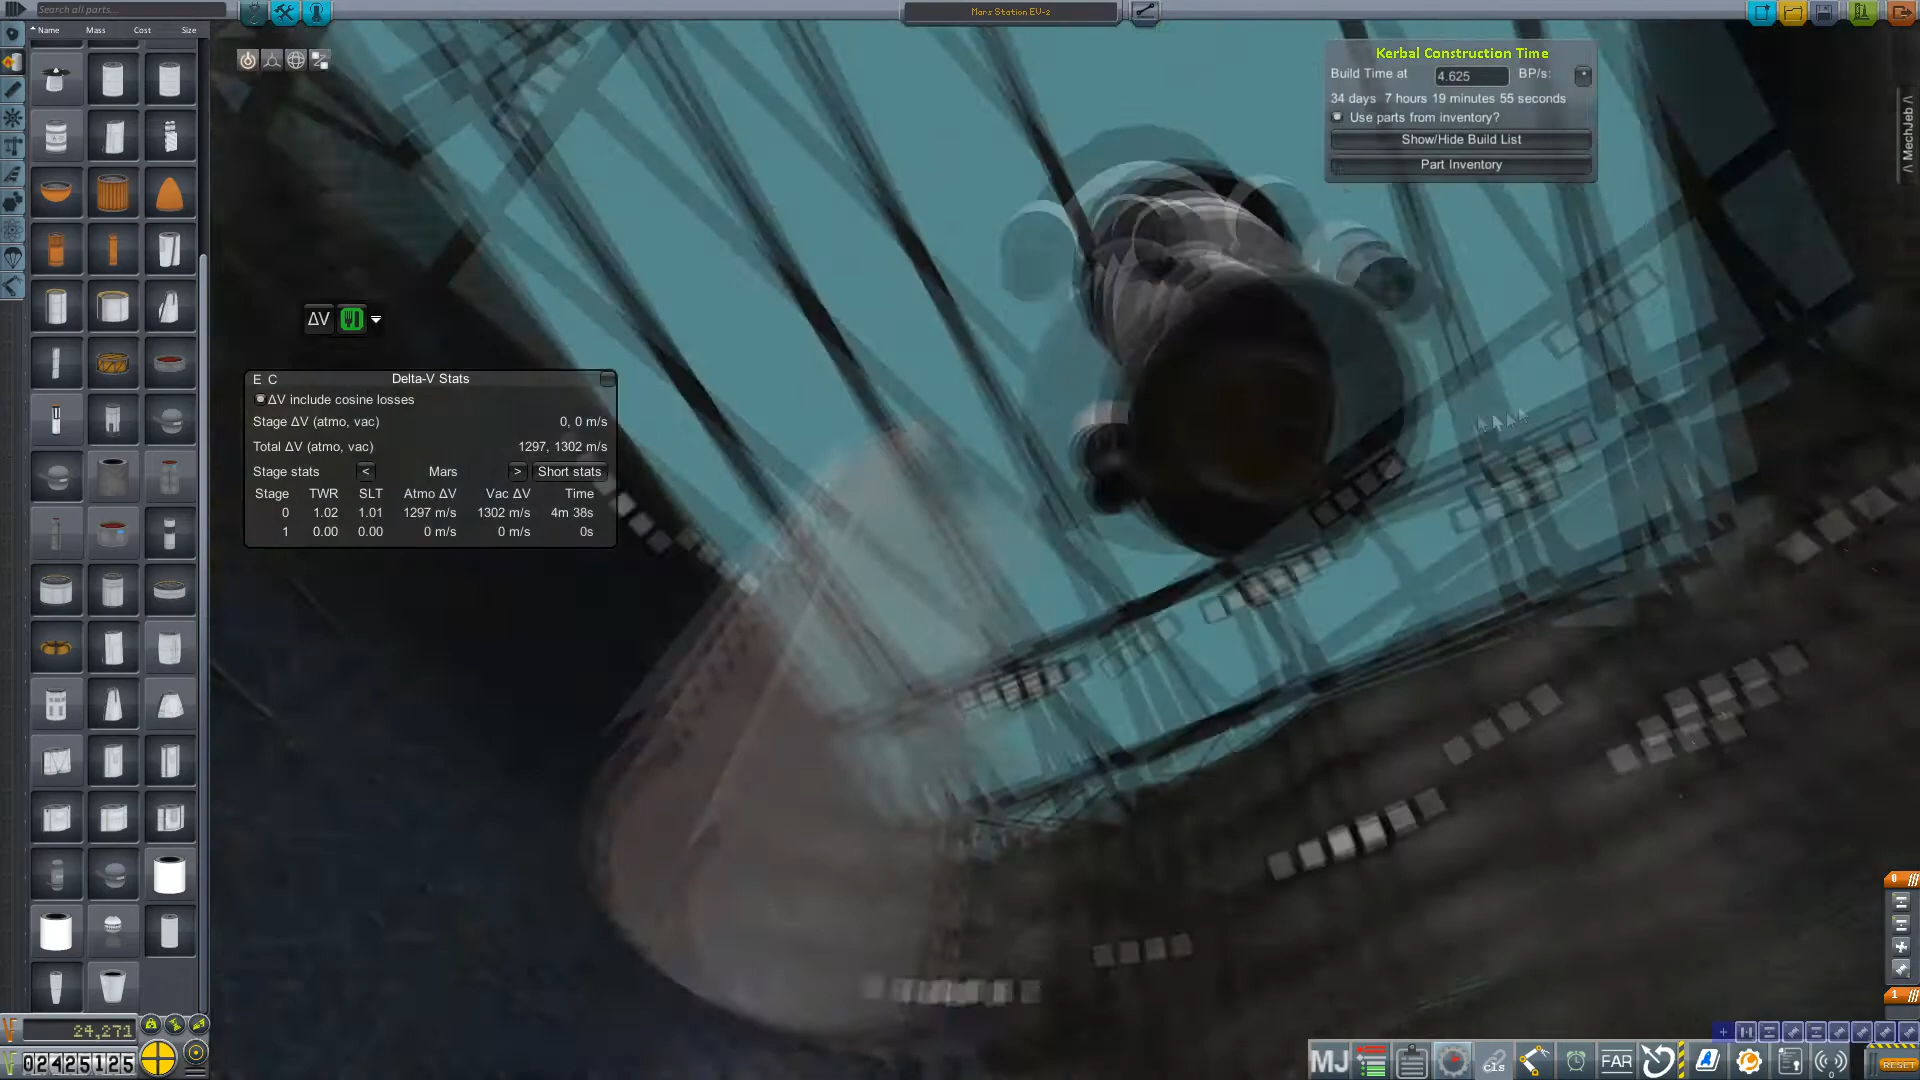 Search all parts...
Mars Station EV-2
Name Mass Cost Size
Kerbal Construction Time
Build Time at 4.625 BP/s: *
34 days 7 hours 19 minutes 55 seconds
Use parts from inventory?
Show/Hide Build List
Part Inventory
\/ MechJeb \/
ΔV
E C Delta-V Stats
ΔV include cosine losses
Stage ΔV (atmo, vac) 0, 0 m/s
Total ΔV (atmo, vac) 1297, 1302 m/s
Stage stats < Mars > Short stats
Stage TWR SLT Atmo ΔV Vac ΔV Time
0 1.02 1.01 1297 m/s 1302 m/s 4m 38s
1 0.00 0.00 0 m/s 0 m/s 0s
0
1
24,271
02425125
MJ cls FAR 0 RESET